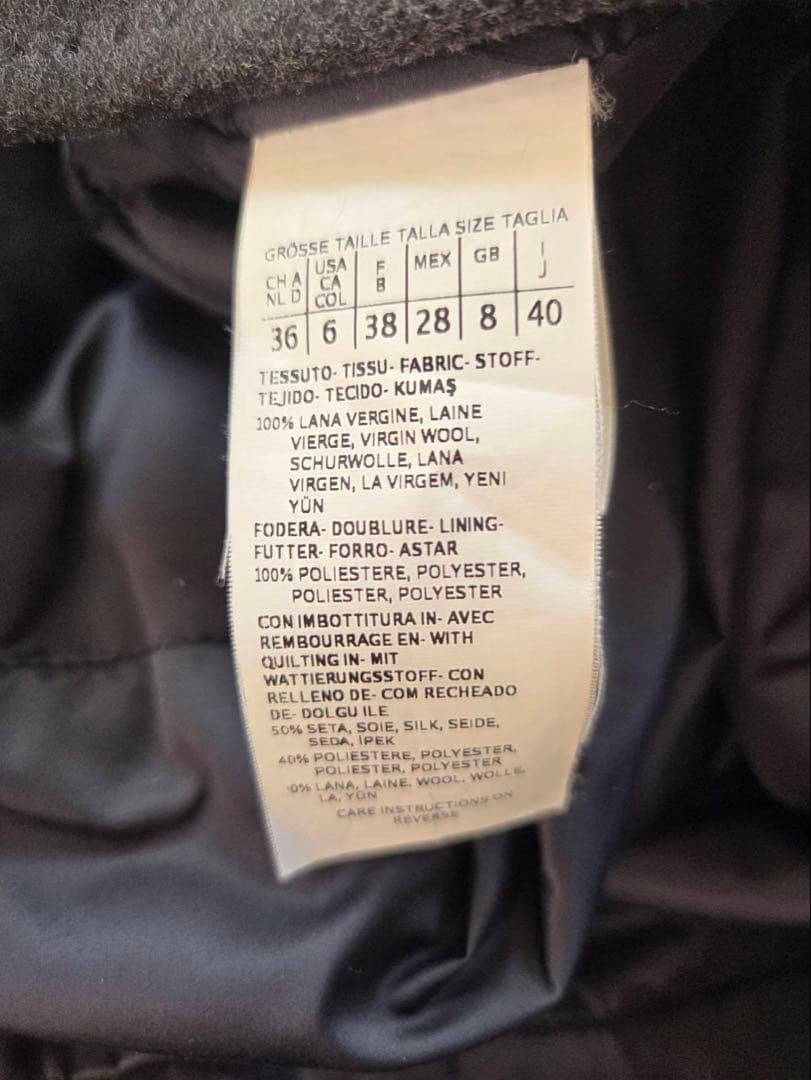 GRÖSSE TAILLE TALLA SIZE TAGLIA
CH A NL D | USA CA COL | F B | MEX | GB | I J
36 | 6 | 38 | 28 | 8 | 40
TESSUTO- TISSU- FABRIC- STOFF-
TEJIDO- TECIDO- KUMAŞ
100% LANA VERGINE, LAINE
VIERGE, VIRGIN WOOL,
SCHURWOLLE, LANA
VIRGEN, LA VIRGEM, YENI
YÜN
FODERA- DOUBLURE- LINING-
FUTTER- FORRO- ASTAR
100% POLIESTERE, POLYESTER,
POLIESTER, POLYESTER
CON IMBOTTITURA IN- AVEC
REMBOURRAGE EN- WITH
QUILTING IN- MIT
WATTIERUNGSSTOFF- CON
RELLENO DE- COM RECHEADO
DE- DOLGU ILE
50% SETA, SOIE, SILK, SEIDE,
SEDA, İPEK
40% POLIESTERE, POLYESTER,
POLIESTER, POLYESTER
0% LANA, LAINE, WOOL, WOLLE,
LA, YÜN
CARE INSTRUCTIONS ON
REVERSE